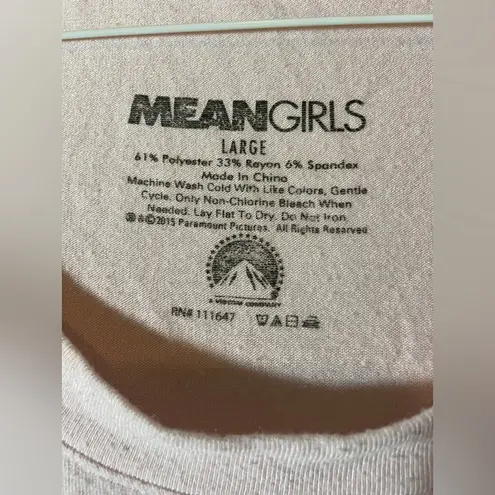 MEANGIRLS
LARGE
61% Polyester 33% Rayon 6% Spandex
Made In China
Machine Wash Cold With Like Colors, Gentle
Cycle. Only Non-Chlorine Bleach When
Needed. Lay Flat To Dry. Do Not Iron
©2015 Paramount Pictures. All Rights Reserved
A VIACOM COMPANY
RN# 111647